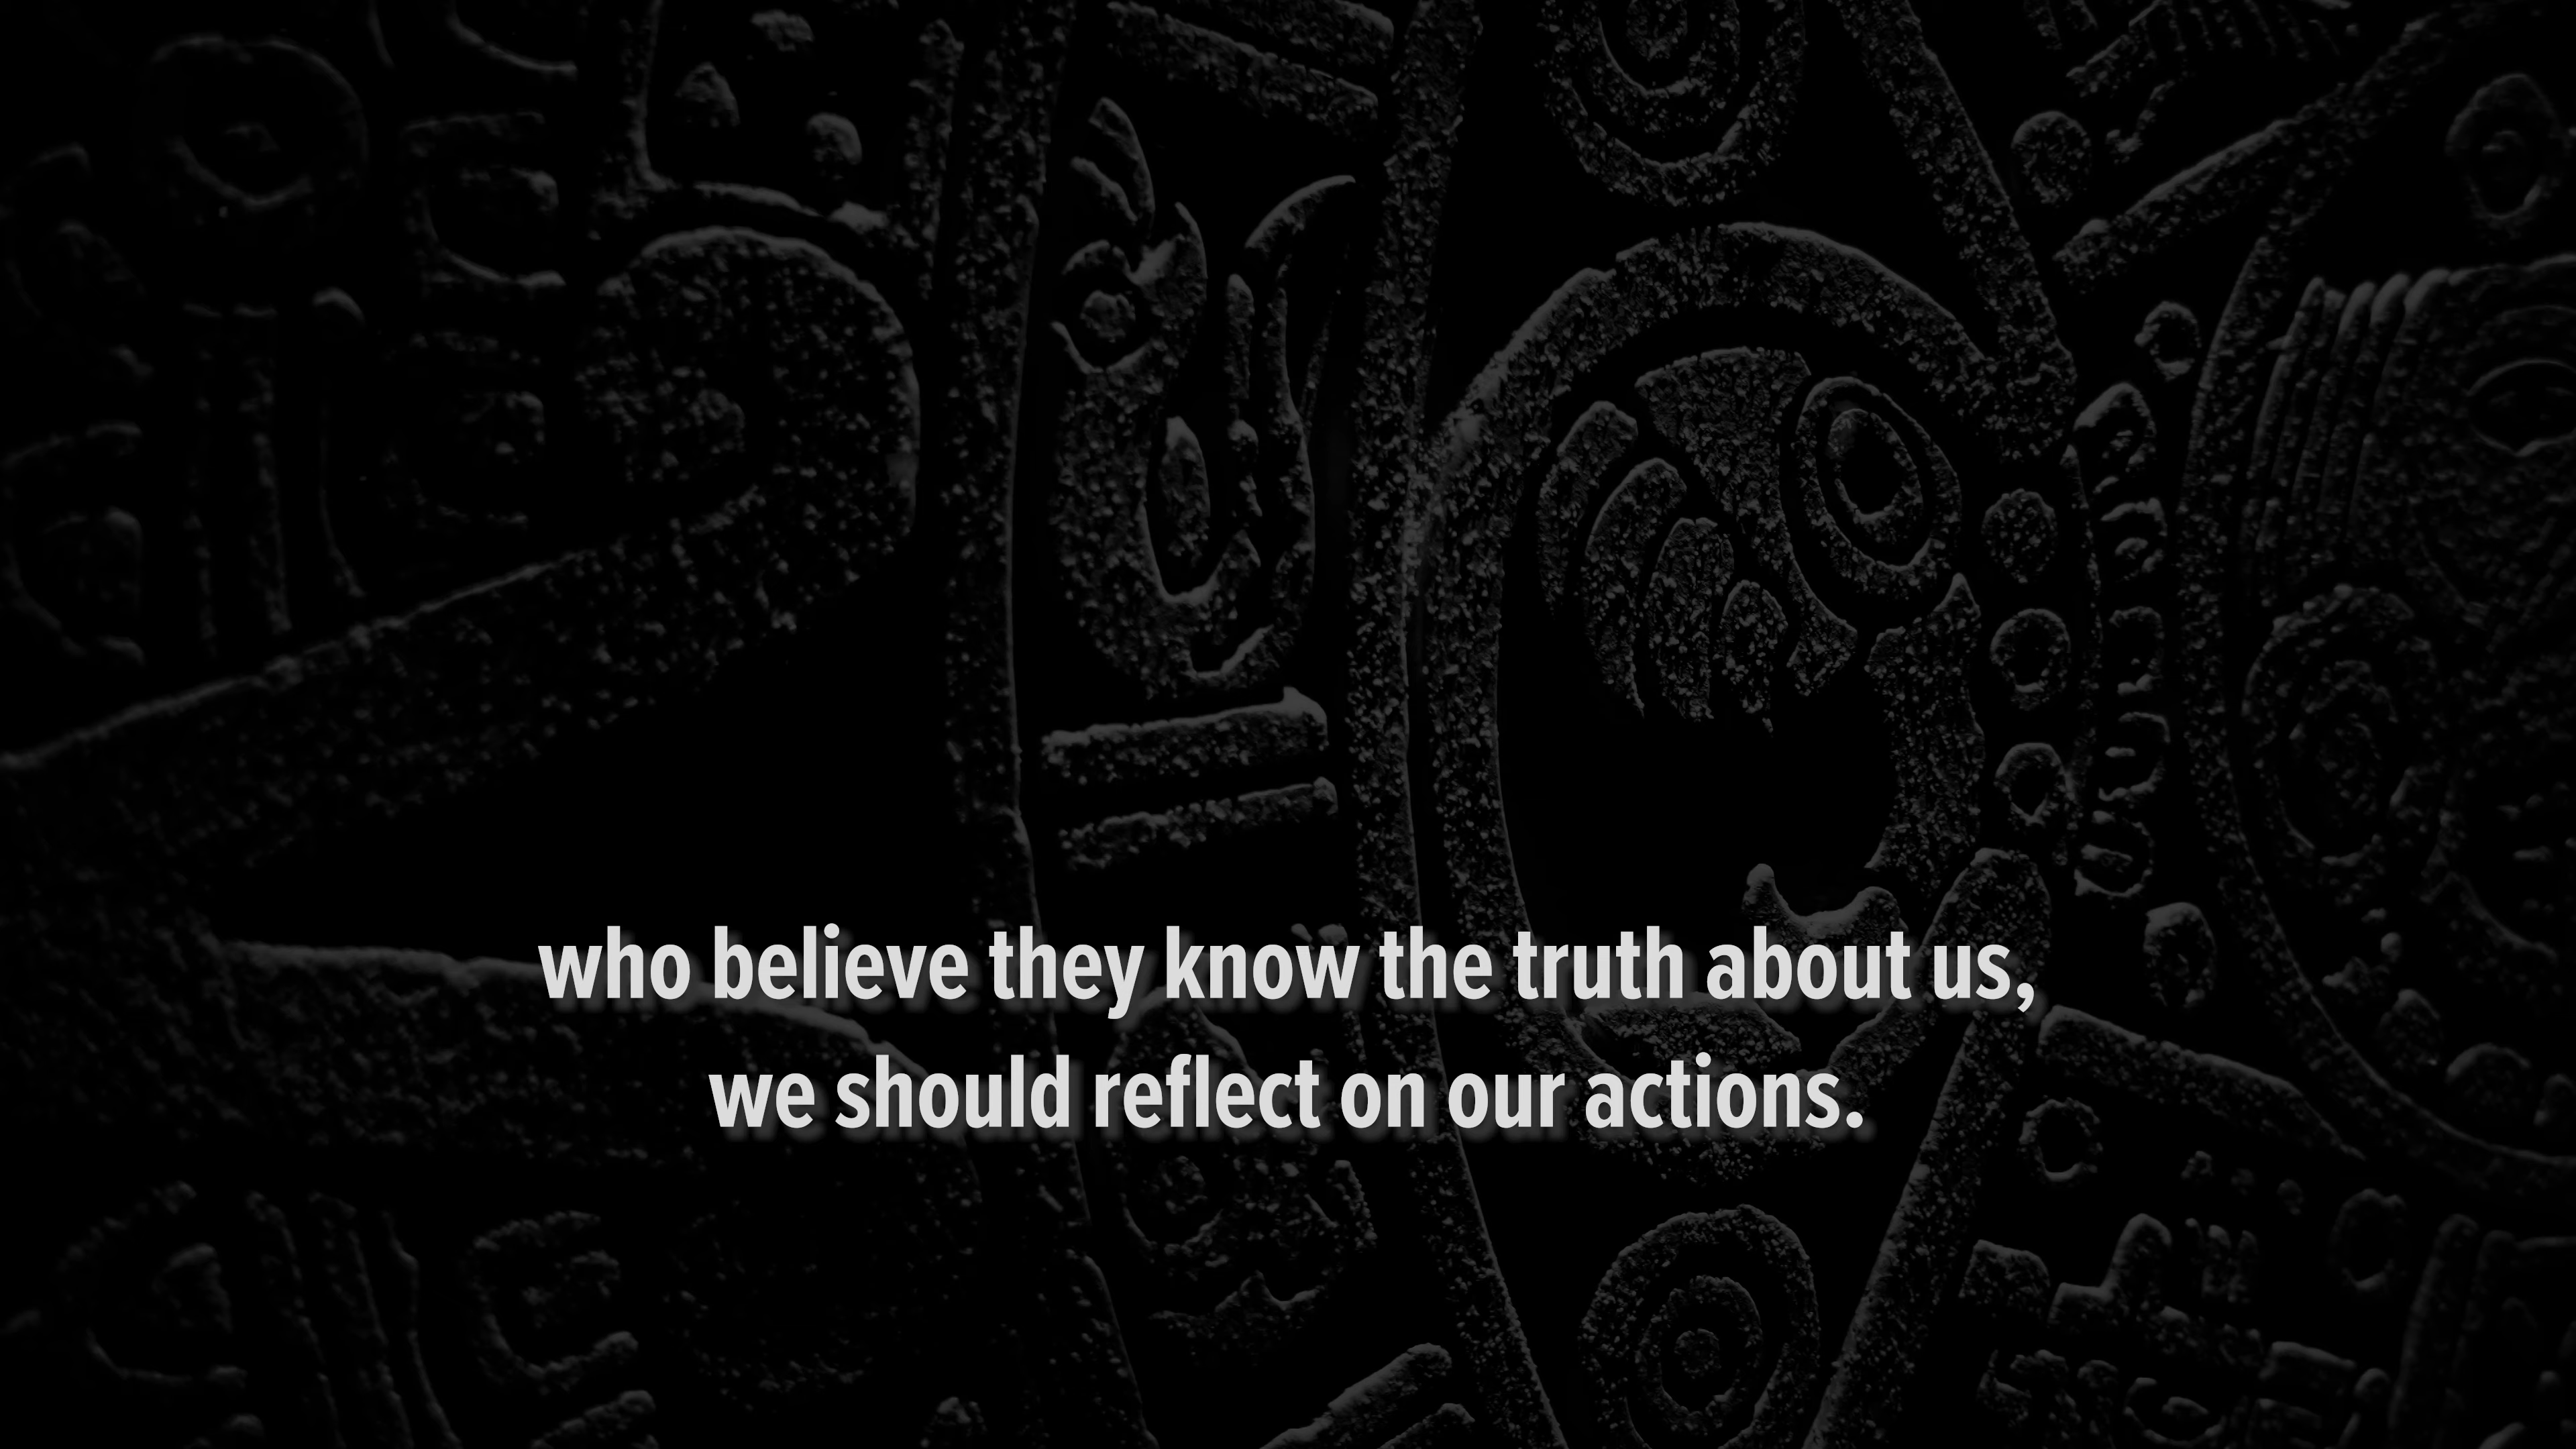 who believe they know the truth about us,
we should reflect on our actions.